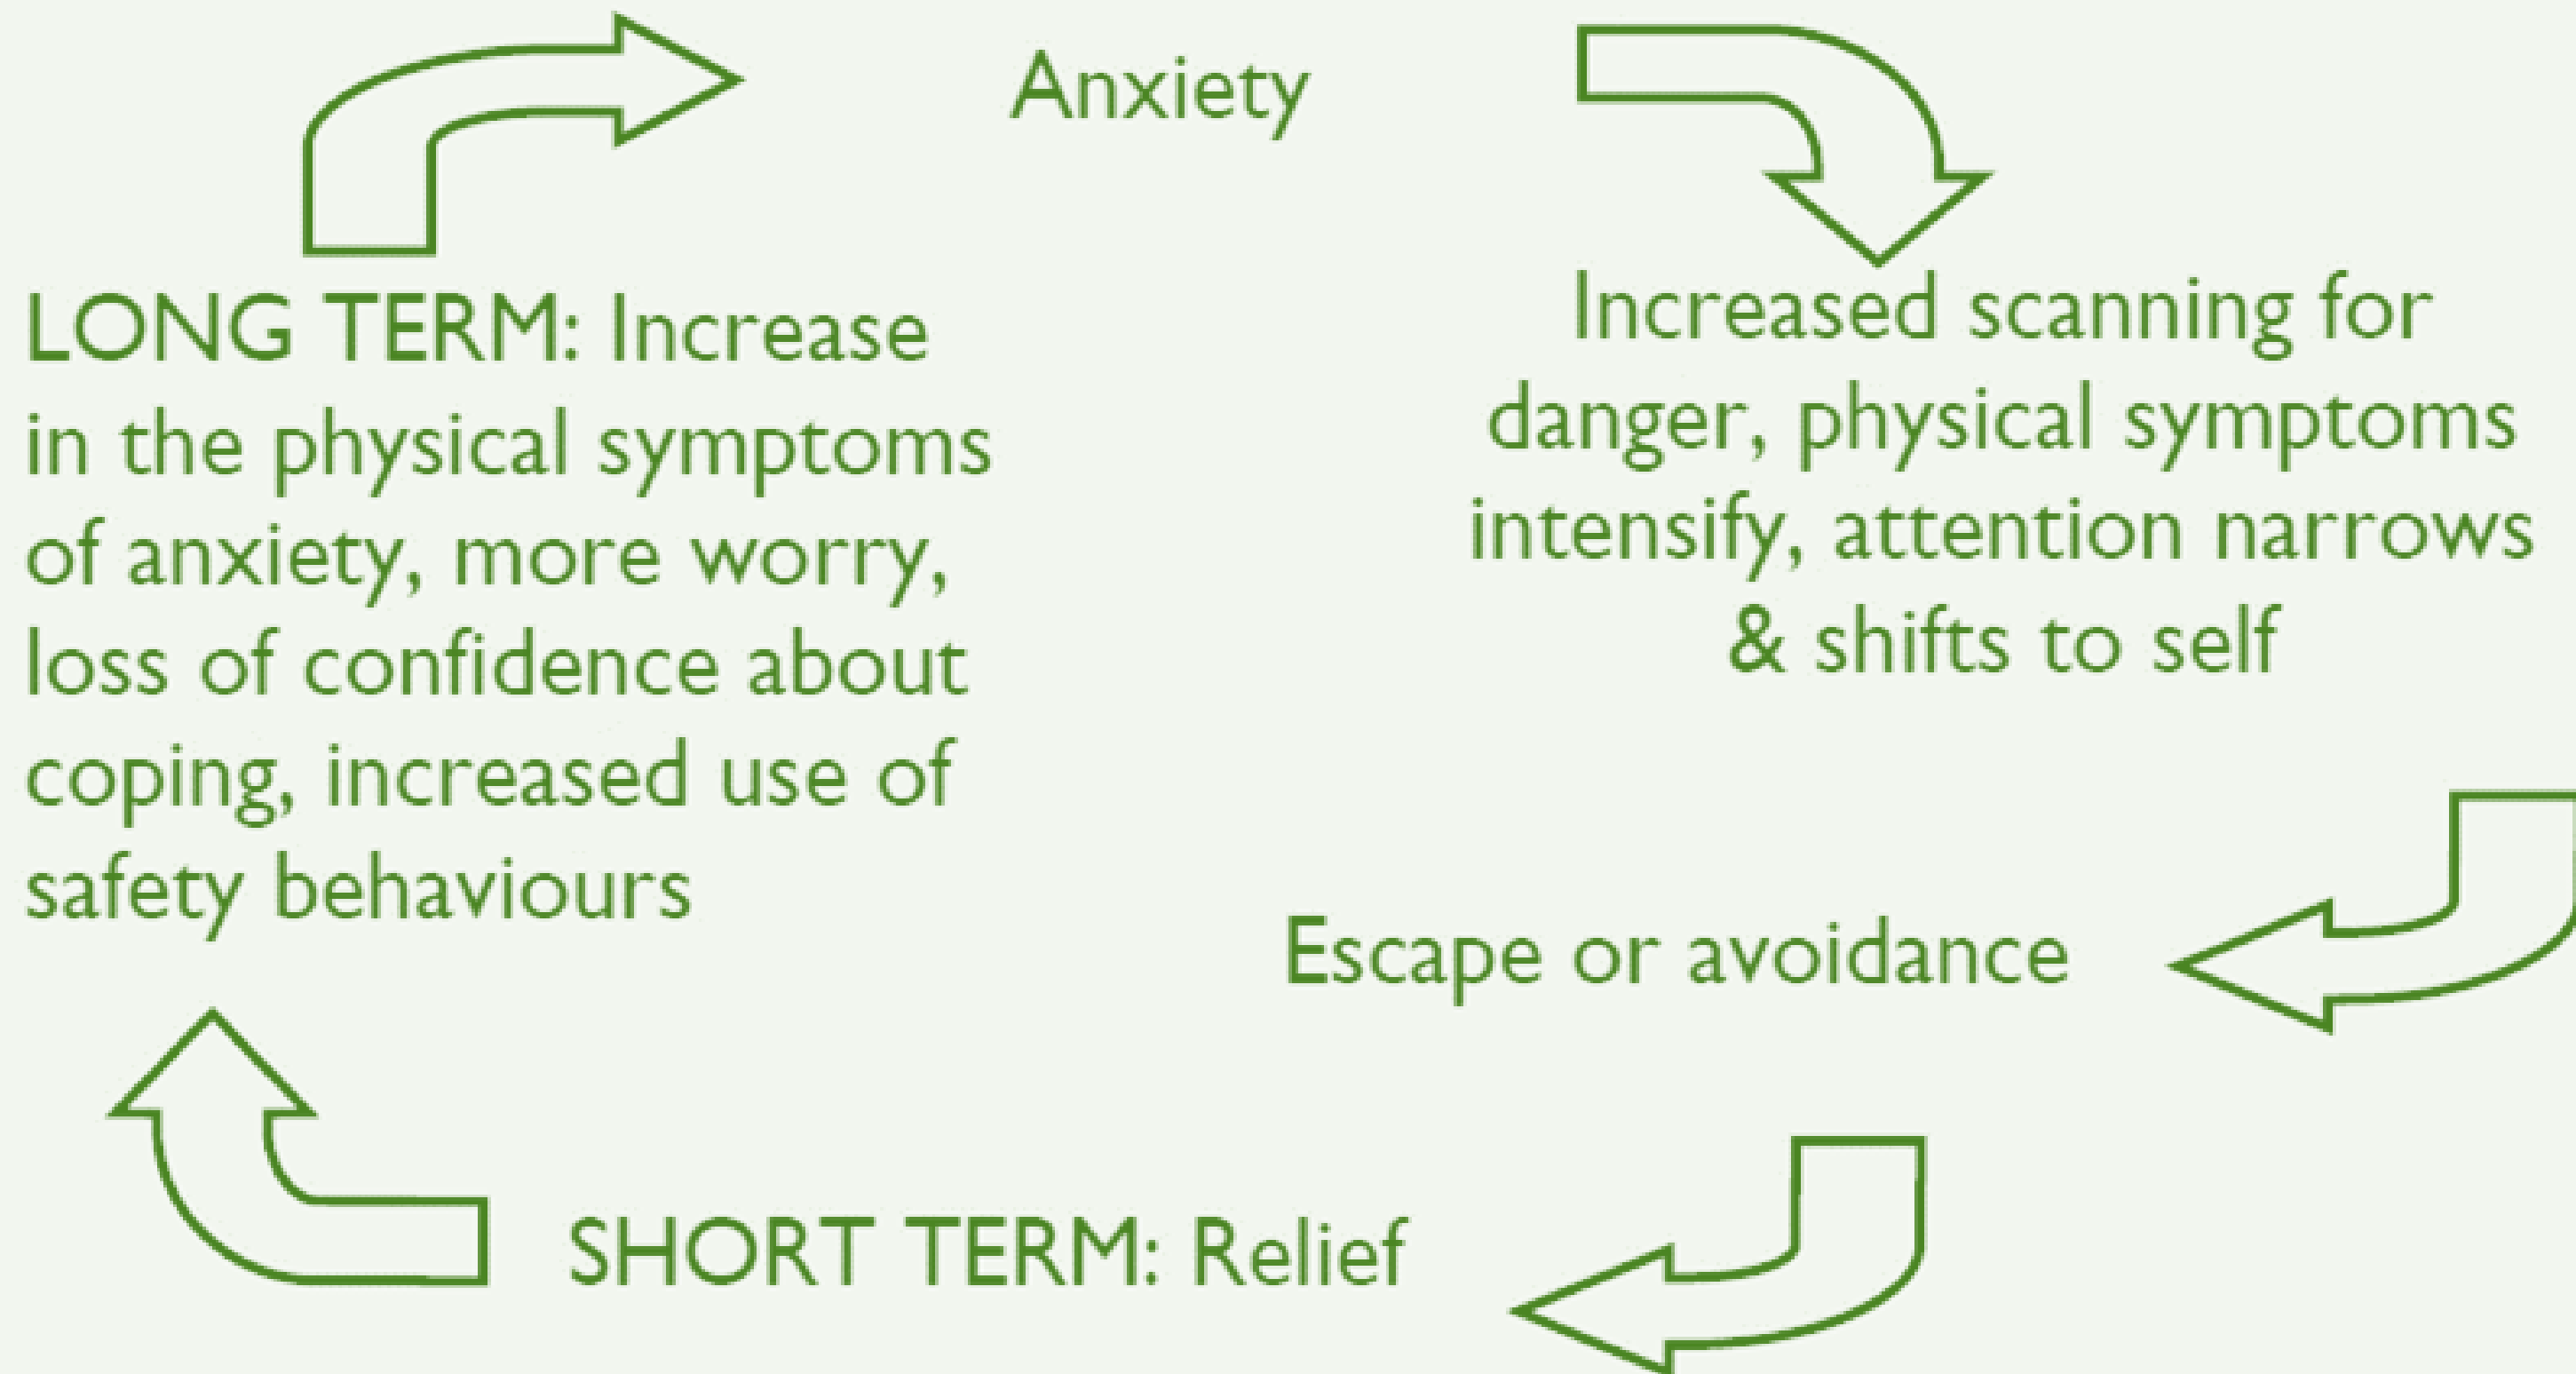 Anxiety
Increased scanning for
danger, physical symptoms
intensify, attention narrows
& shifts to self
Escape or avoidance
SHORT TERM: Relief
LONG TERM: Increase
in the physical symptoms
of anxiety, more worry,
loss of confidence about
coping, increased use of
safety behaviours